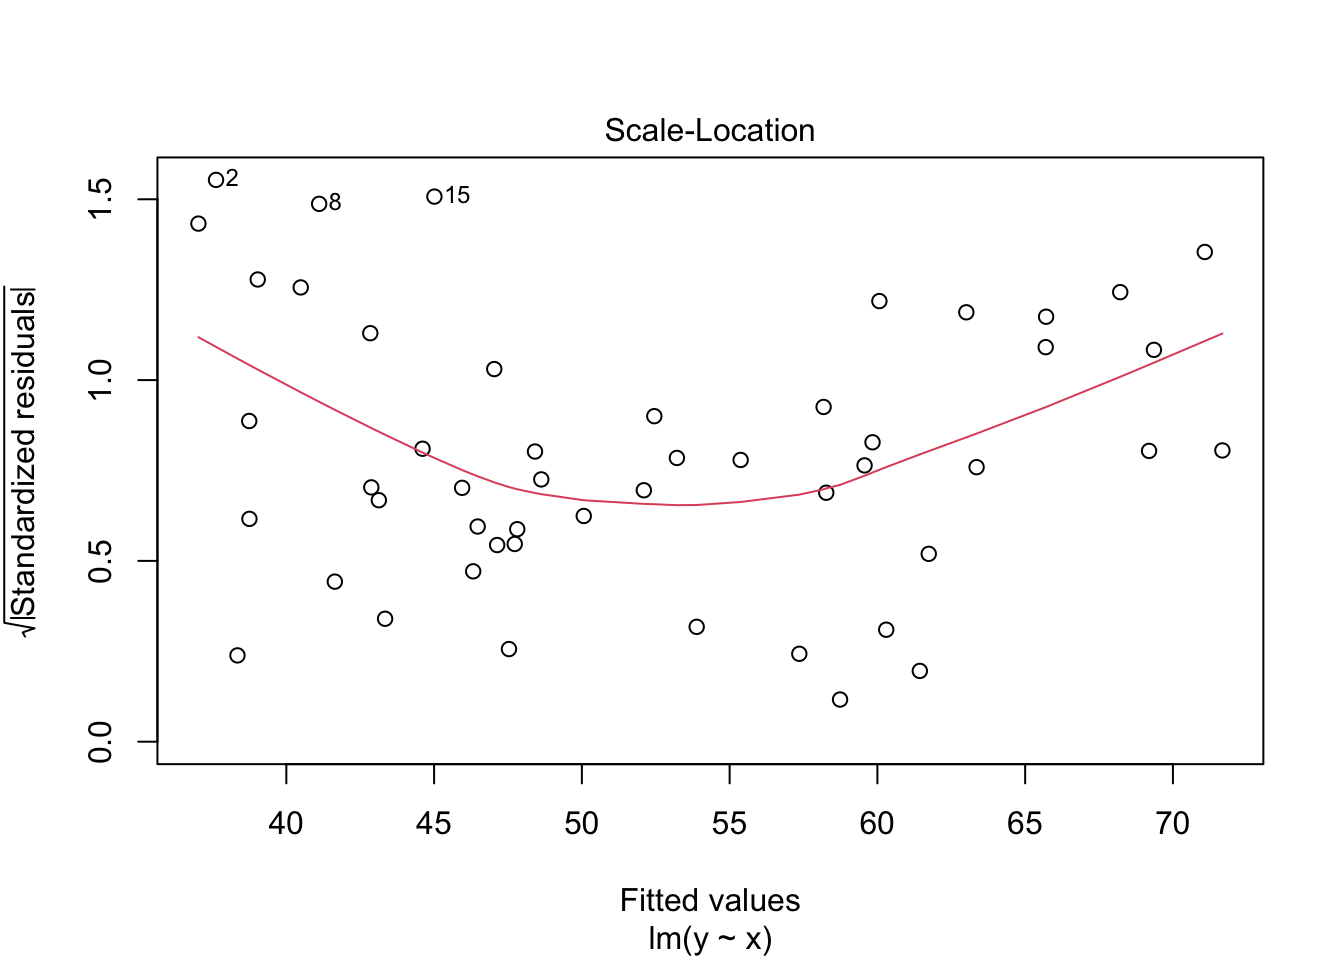 Scale-Location
√|Standardized residuals|
1.5
1.0
0.5
0.0
2
8
15
40 45 50 55 60 65 70
Fitted values
lm(y ~ x)